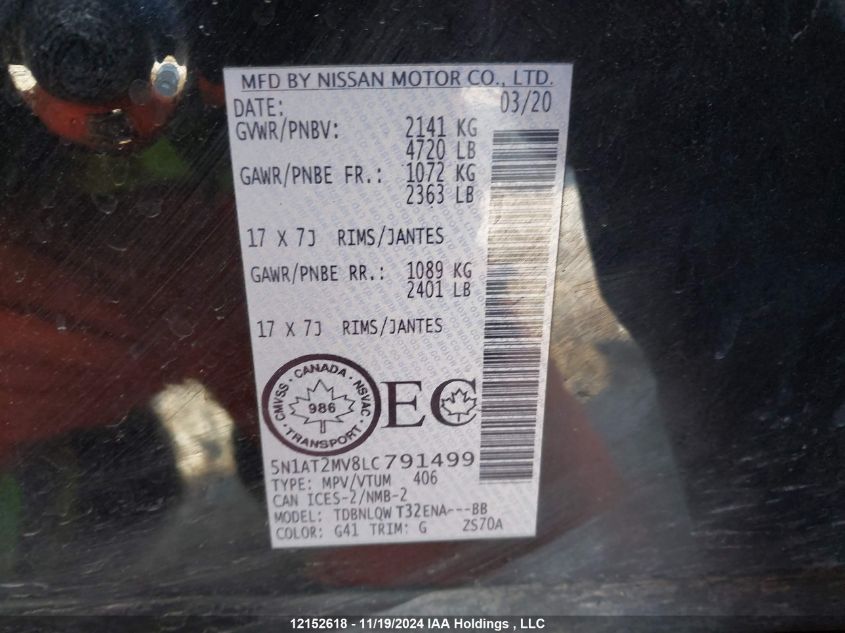 MFD BY NISSAN MOTOR CO., LTD.
DATE: 03/20
GVWR/PNBV: 2141 KG
4720 LB
GAWR/PNBE FR.: 1072 KG
2363 LB
17 X 7J RIMS/JANTES
GAWR/PNBE RR.: 1089 KG
2401 LB
17 X 7J RIMS/JANTES
CMVSS · CANADA · NSVAC · TRANSPORT ·
986
EC
5N1AT2MV8LC791499
TYPE: MPV/VTUM 406
CAN ICES-2/NMB-2
MODEL: TDBNLQW T32ENA---BB
COLOR: G41 TRIM: G ZS70A
12152618 - 11/19/2024 IAA Holdings , LLC